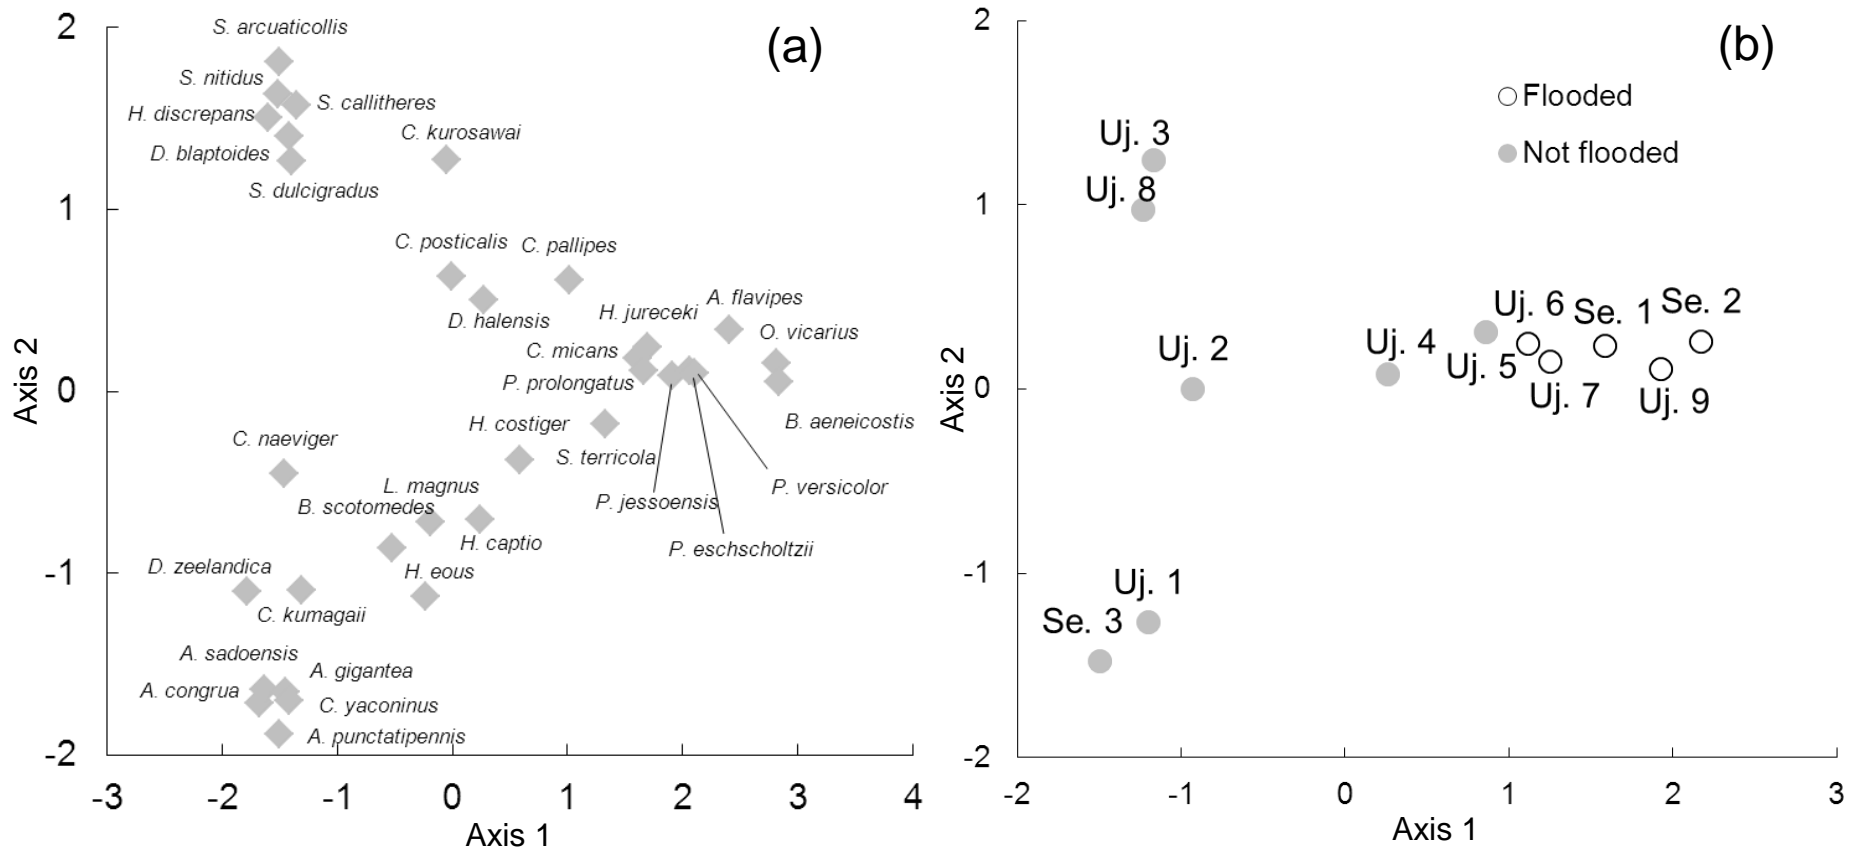 (a)
2
1
0
-1
-2
Axis 2
S. arcuaticollis
S. nitidus
S. callitheres
H. discrepans
C. kurosawai
D. blaptoides
S. dulcigradus
C. posticalis
C. pallipes
D. halensis
H. jureceki
A. flavipes
O. vicarius
C. micans
P. prolongatus
B. aeneicostis
H. costiger
C. naeviger
S. terricola
L. magnus
P. versicolor
B. scotomedes
P. jessoensis
H. captio
P. eschscholtzii
D. zeelandica
H. eous
C. kumagaii
A. sadoensis
A. gigantea
A. congrua
C. yaconinus
A. punctatipennis
-3 -2 -1 0 1 2 3 4
Axis 1
(b)
2
1
0
-1
-2
Axis 2
Flooded
Not flooded
Uj. 3
Uj. 8
Uj. 6
Se. 1
Se. 2
Uj. 2
Uj. 4
Uj. 5
Uj. 7
Uj. 9
Uj. 1
Se. 3
-2 -1 0 1 2 3
Axis 1